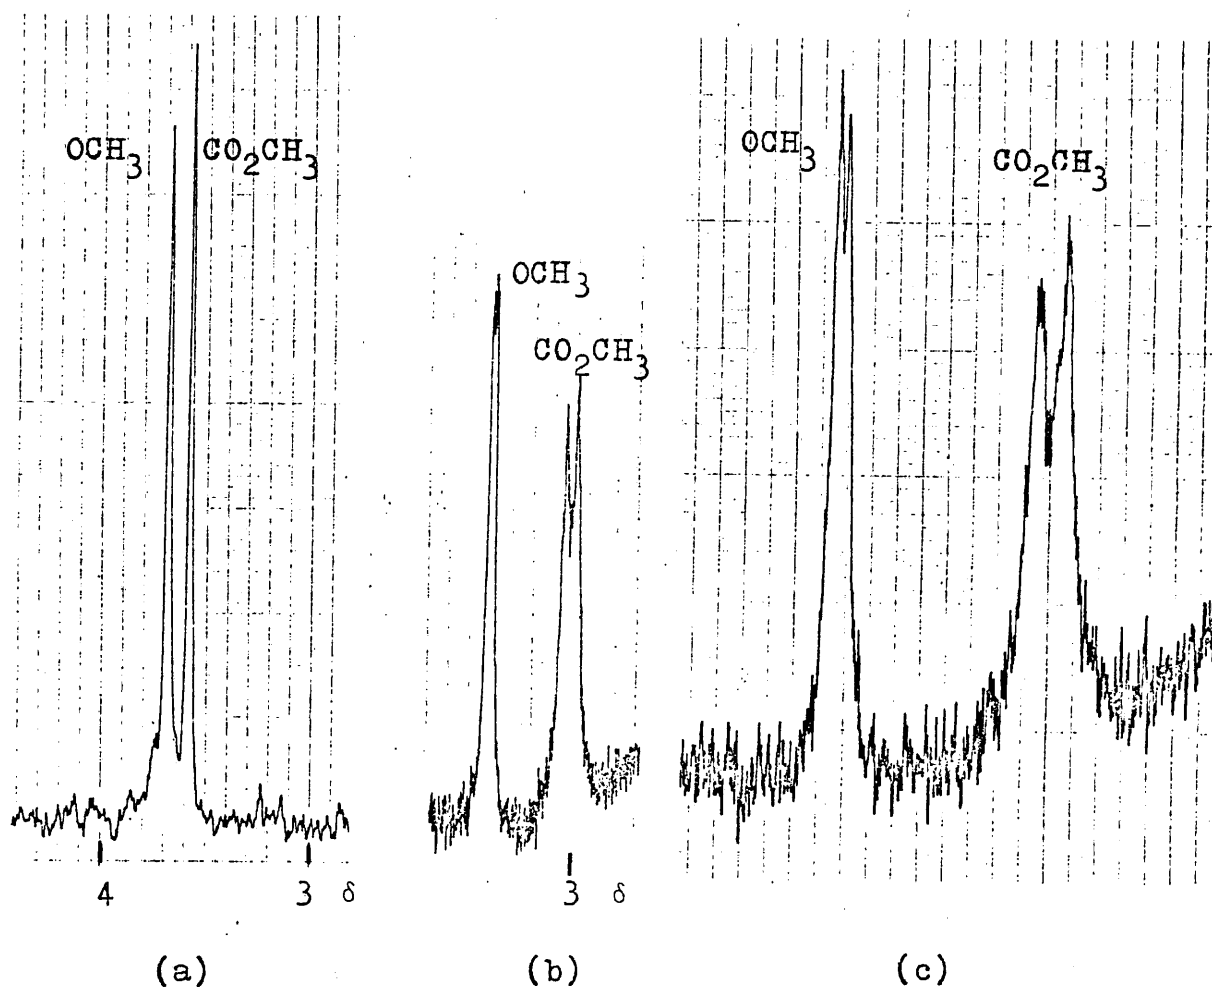 OCH₃ CO₂CH₃
OCH₃
CO₂CH₃
OCH₃
CO₂CH₃
4 3 δ
3 δ
(a) (b) (c)